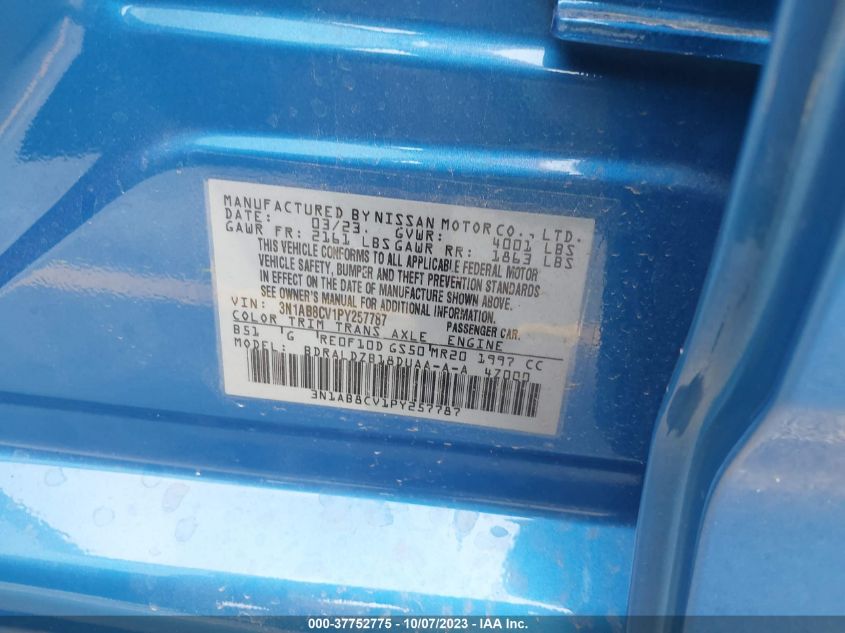 MANUFACTURED BY NISSAN MOTOR CO., LTD.
DATE: 03/23. GVWR: 4001 LBS
GAWR FR: 2161 LBS GAWR RR: 1863 LBS
THIS VEHICLE CONFORMS TO ALL APPLICABLE FEDERAL MOTOR
VEHICLE SAFETY, BUMPER AND THEFT PREVENTION STANDARDS
IN EFFECT ON THE DATE OF MANUFACTURE SHOWN ABOVE.
SEE OWNER'S MANUAL FOR ADDITIONAL INFORMATION.
VIN: 3N1AB8CV1PY257787 PASSENGER CAR.
COLOR TRIM TRANS AXLE ENGINE
B51 'G 'RE0F10D GS50'MR20 1997 CC
MODEL: BDRALDZB18DUAA-A-A 4Z000
3N1AB8CV1PY257787
000-37752775 - 10/07/2023 - IAA Inc.